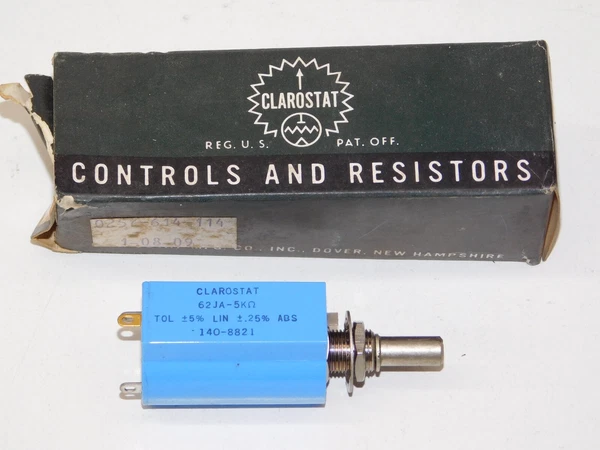 CLAROSTAT
REG. U. S. PAT. OFF.
CONTROLS AND RESISTORS
CO., INC., DOVER, NEW HAMPSHIRE
CLAROSTAT
62JA-5KΩ
TOL ±5% LIN ±.25% ABS
140-8821